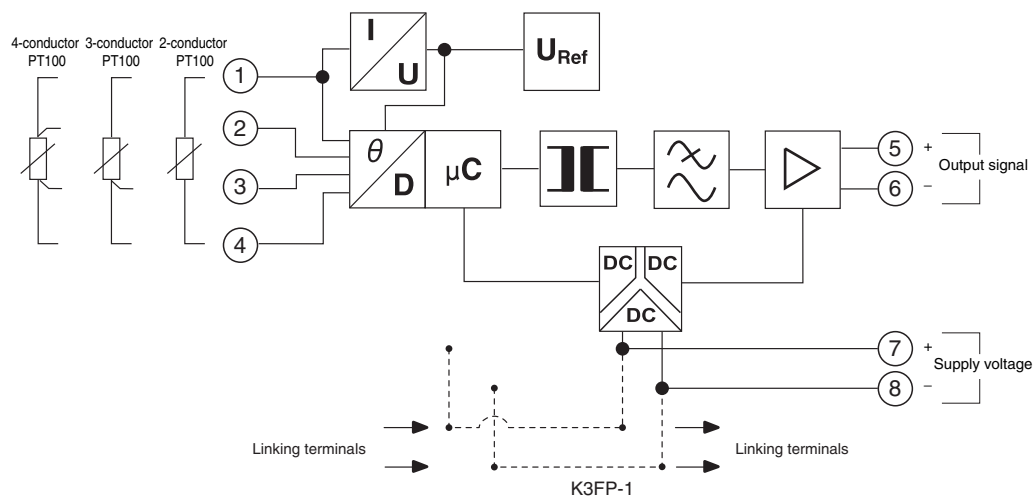 4-conductor
PT100
3-conductor
PT100
2-conductor
PT100
1
2
3
4
I
U
URef
θ
D
μC
5
+
6
−
Output signal
DC
DC
DC
7
+
8
−
Supply voltage
Linking terminals
Linking terminals
K3FP-1